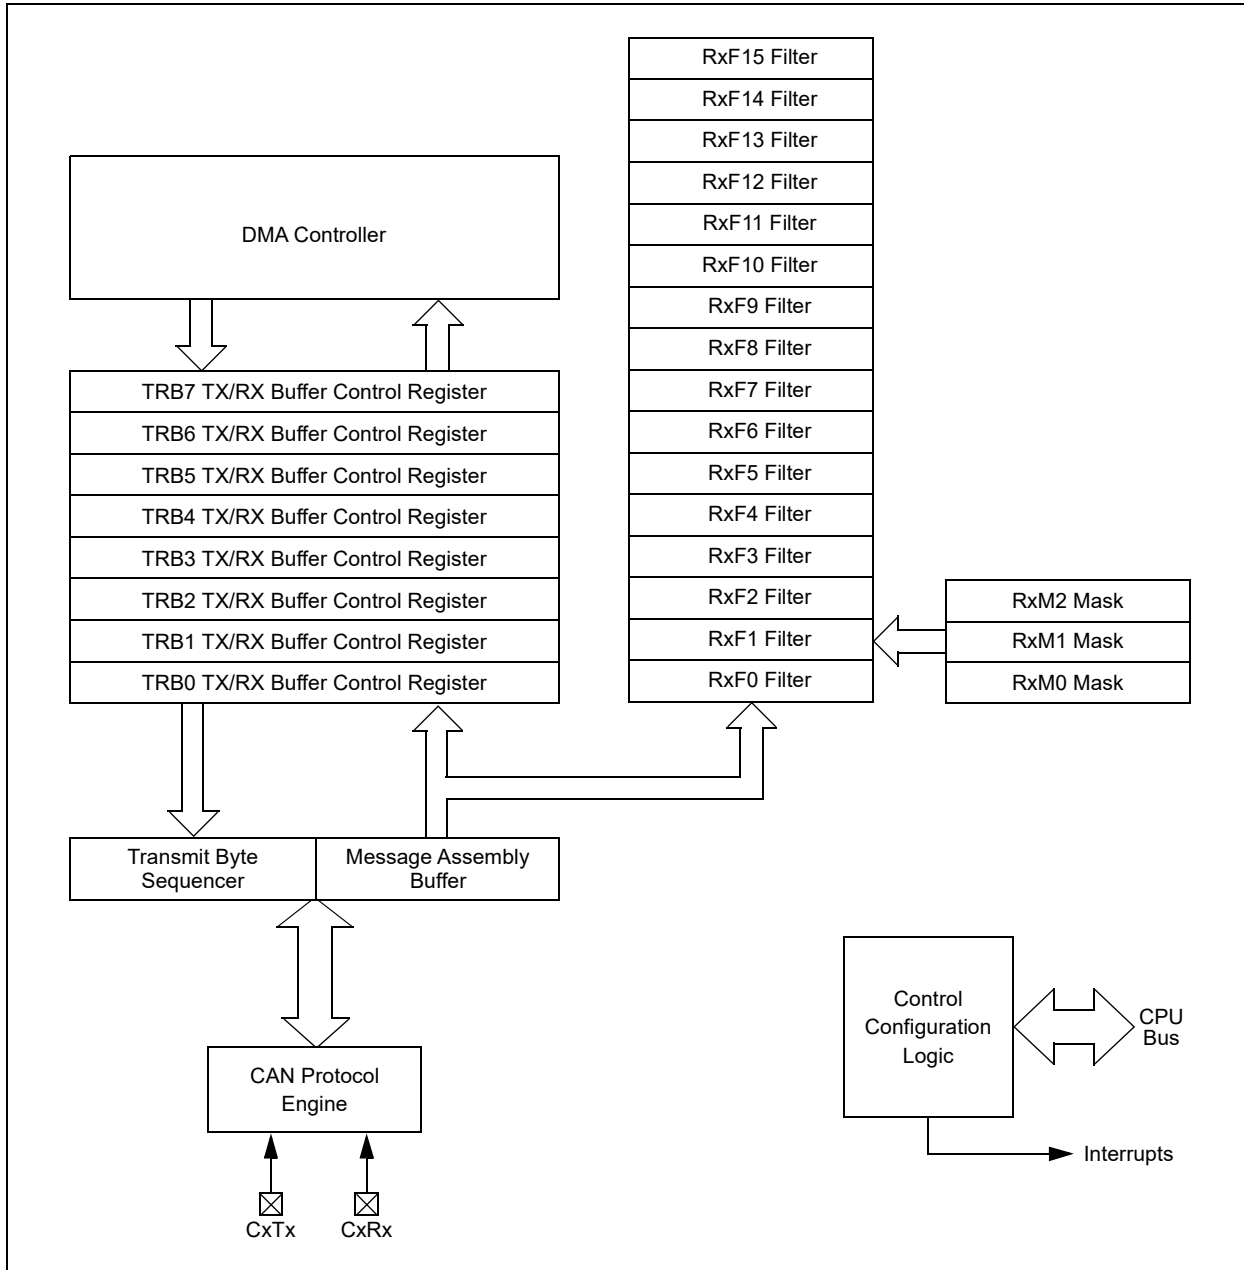 RxF15 Filter
RxF14 Filter
RxF13 Filter
RxF12 Filter
RxF11 Filter
RxF10 Filter
RxF9 Filter
RxF8 Filter
RxF7 Filter
RxF6 Filter
RxF5 Filter
RxF4 Filter
RxF3 Filter
RxF2 Filter
RxF1 Filter
RxF0 Filter
DMA Controller
TRB7 TX/RX Buffer Control Register
TRB6 TX/RX Buffer Control Register
TRB5 TX/RX Buffer Control Register
TRB4 TX/RX Buffer Control Register
TRB3 TX/RX Buffer Control Register
TRB2 TX/RX Buffer Control Register
TRB1 TX/RX Buffer Control Register
TRB0 TX/RX Buffer Control Register
RxM2 Mask
RxM1 Mask
RxM0 Mask
Transmit Byte
Sequencer
Message Assembly
Buffer
CAN Protocol
Engine
CxTx
CxRx
Control
Configuration
Logic
CPU
Bus
Interrupts